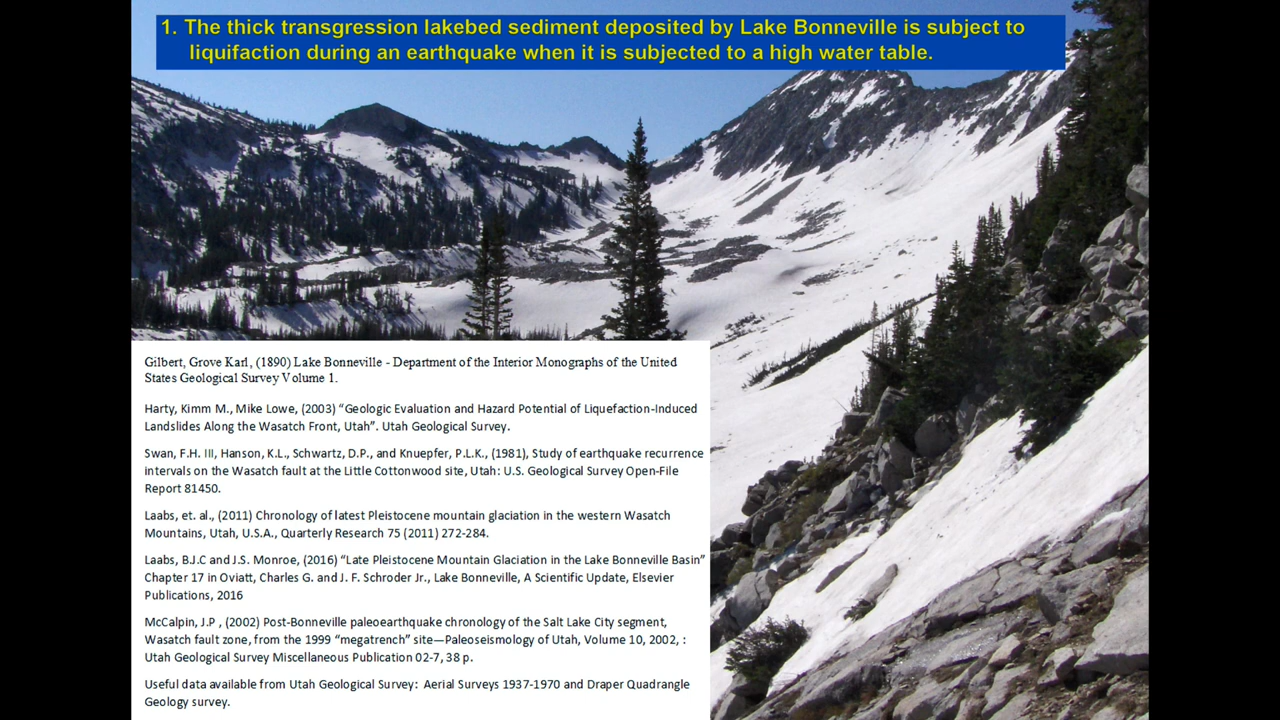 1. The thick transgression lakebed sediment deposited by Lake Bonneville is subject to
liquifaction during an earthquake when it is subjected to a high water table.
Gilbert, Grove Karl, (1890) Lake Bonneville - Department of the Interior Monographs of the United
States Geological Survey Volume 1.
Harty, Kimm M., Mike Lowe, (2003) “Geologic Evaluation and Hazard Potential of Liquefaction-Induced
Landslides Along the Wasatch Front, Utah”. Utah Geological Survey.
Swan, F.H. III, Hanson, K.L., Schwartz, D.P., and Knuepfer, P.L.K., (1981), Study of earthquake recurrence
intervals on the Wasatch fault at the Little Cottonwood site, Utah: U.S. Geological Survey Open-File
Report 81450.
Laabs, et. al., (2011) Chronology of latest Pleistocene mountain glaciation in the western Wasatch
Mountains, Utah, U.S.A., Quarterly Research 75 (2011) 272-284.
Laabs, B.J.C and J.S. Monroe, (2016) “Late Pleistocene Mountain Glaciation in the Lake Bonneville Basin”
Chapter 17 in Oviatt, Charles G. and J. F. Schroder Jr., Lake Bonneville, A Scientific Update, Elsevier
Publications, 2016
McCalpin, J.P , (2002) Post-Bonneville paleoearthquake chronology of the Salt Lake City segment,
Wasatch fault zone, from the 1999 “megatrench” site—Paleoseismology of Utah, Volume 10, 2002, :
Utah Geological Survey Miscellaneous Publication 02-7, 38 p.
Useful data available from Utah Geological Survey: Aerial Surveys 1937-1970 and Draper Quadrangle
Geology survey.